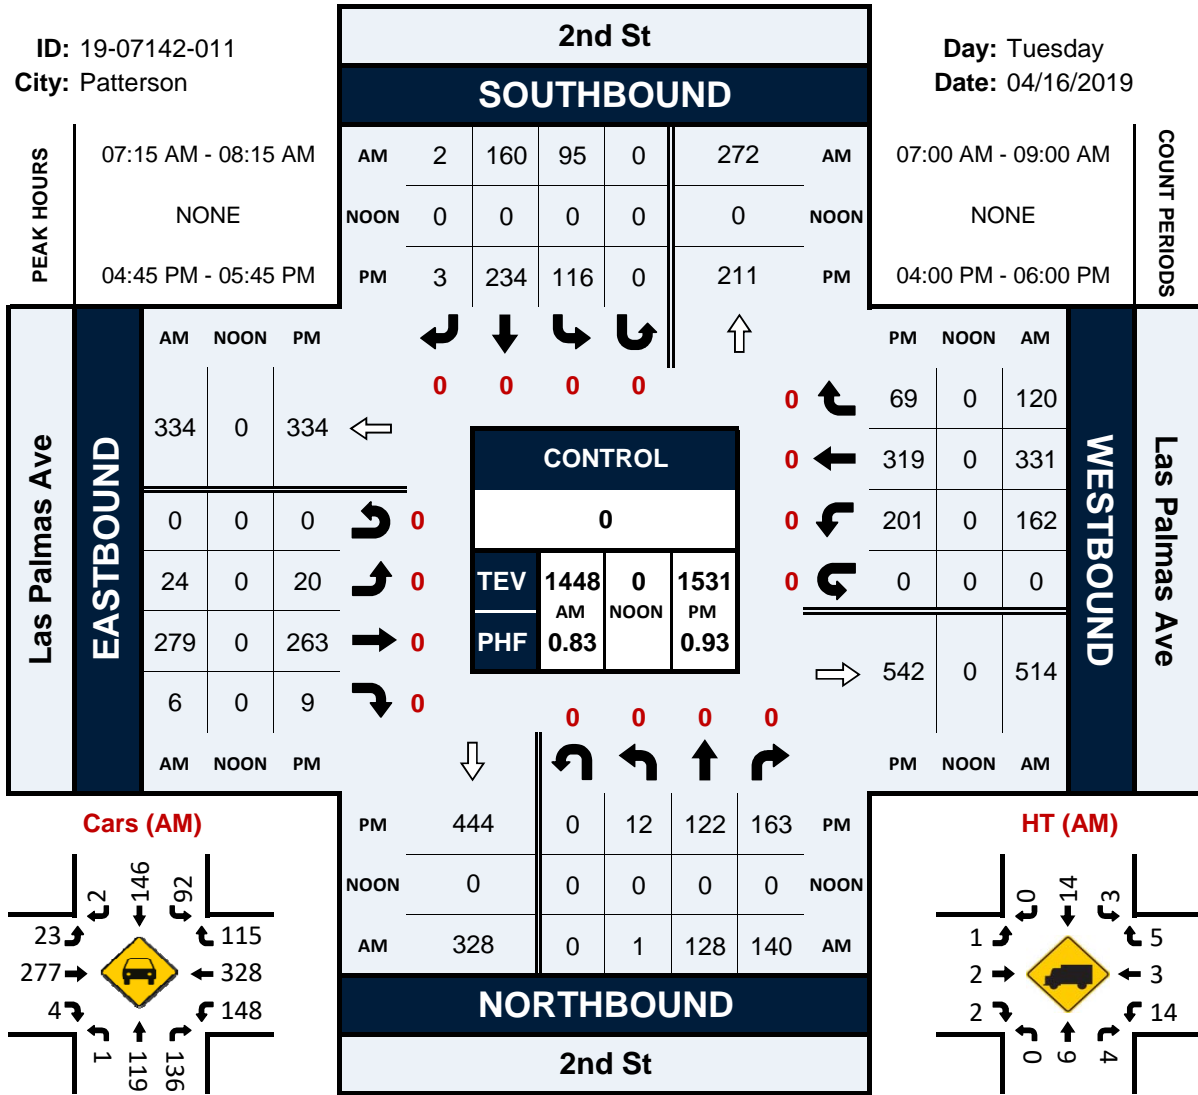 ID: 19-07142-011
City: Patterson
2nd St
SOUTHBOUND
Day: Tuesday
Date: 04/16/2019
PEAK HOURS
07:15 AM - 08:15 AM
NONE
04:45 PM - 05:45 PM
AM 2 160 95 0 272 AM
NOON 0 0 0 0 0 NOON
PM 3 234 116 0 211 PM
07:00 AM - 09:00 AM
NONE
04:00 PM - 06:00 PM
COUNT PERIODS
0 0 0 0
Las Palmas Ave
EASTBOUND
AM NOON PM
334 0 334
0 0 0 0
24 0 20 0
279 0 263 0
6 0 9 0
AM NOON PM
CONTROL
0
TEV 1448 0 1531
AM NOON PM
PHF 0.83 0.93
PM NOON AM
0 69 0 120
0 319 0 331
0 201 0 162
0 0 0 0
542 0 514
PM NOON AM
WESTBOUND
Las Palmas Ave
0 0 0 0
PM 444 0 12 122 163 PM
NOON 0 0 0 0 0 NOON
AM 328 0 1 128 140 AM
NORTHBOUND
2nd St
Cars (AM)
2 146 92
23 115
277 328
4 148
1 119 136
HT (AM)
0 14 3
1 5
2 3
2 14
0 9 4